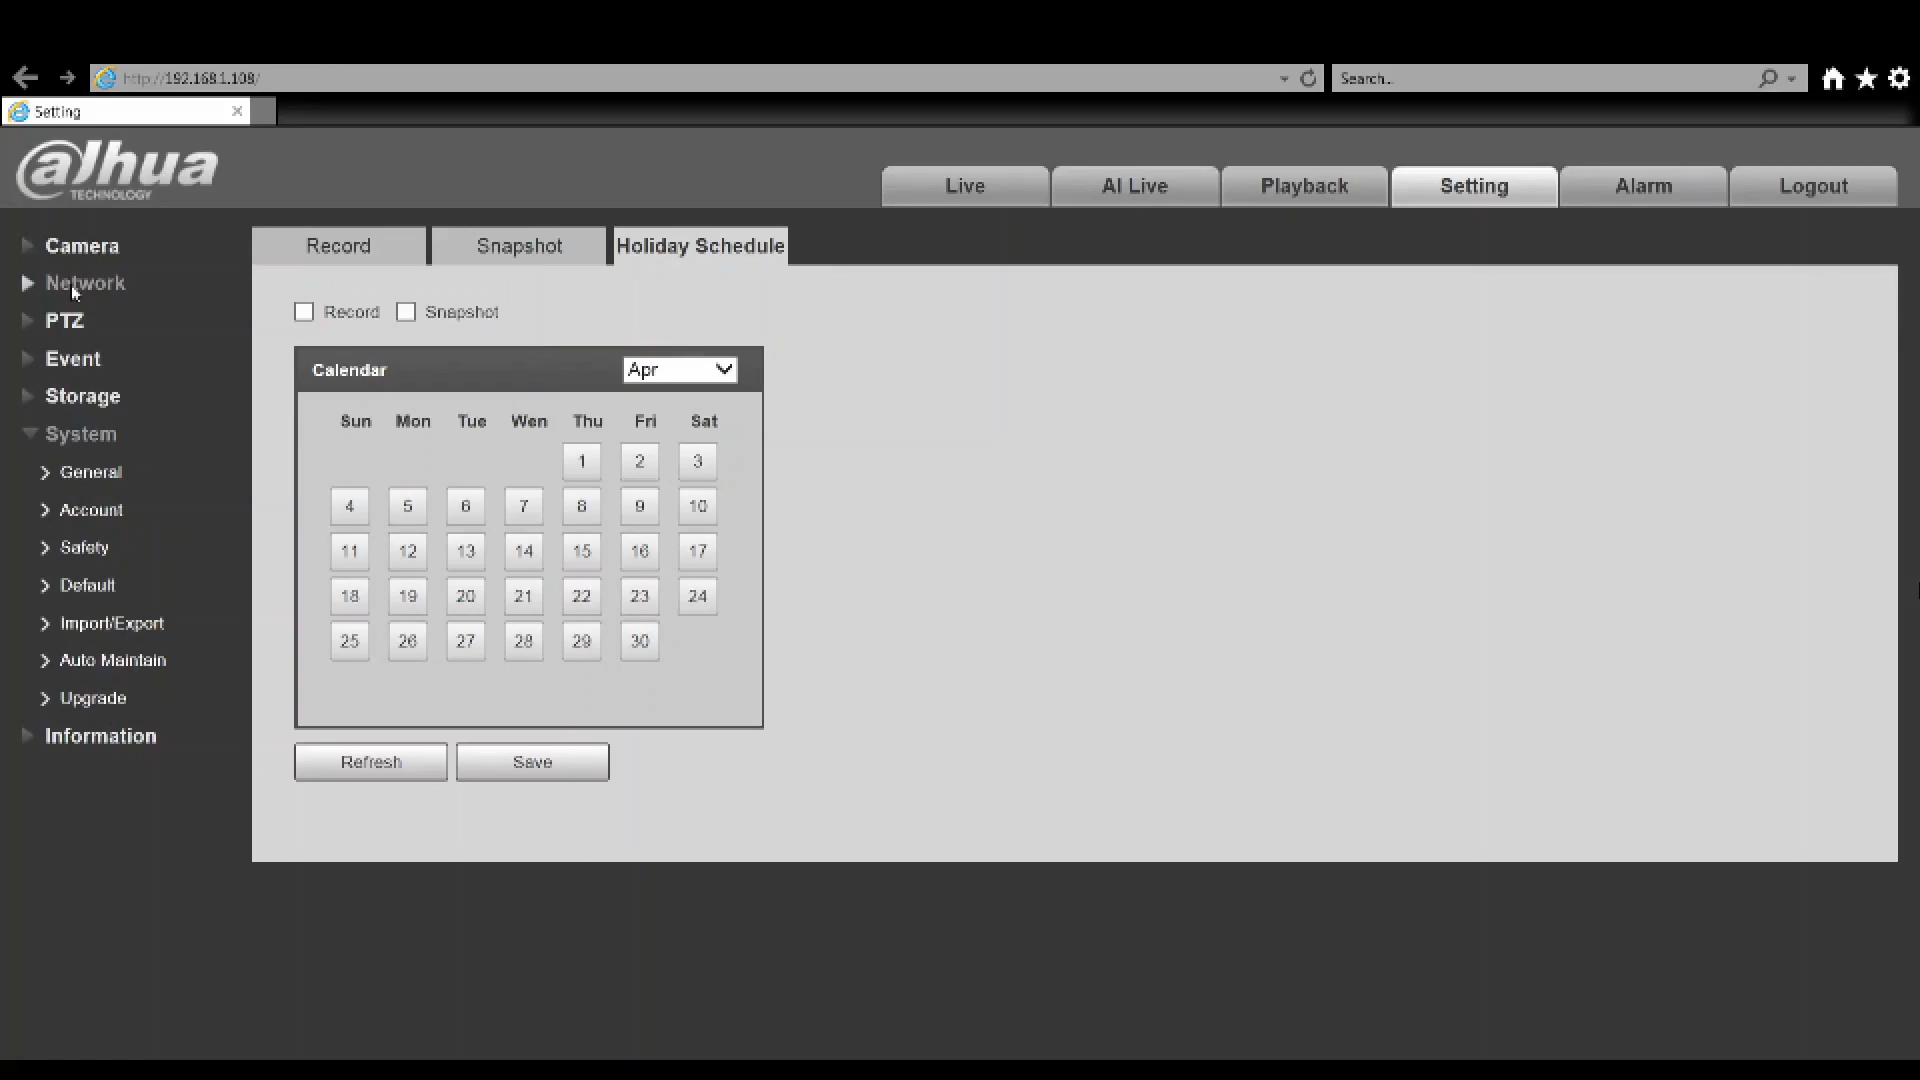 http://192.168.1.108/
Search...
Setting
alhua
TECHNOLOGY
Live
AI Live
Playback
Setting
Alarm
Logout
Camera
Network
PTZ
Event
Storage
System
General
Account
Safety
Default
Import/Export
Auto Maintain
Upgrade
Information
Record
Snapshot
Holiday Schedule
Record
Snapshot
Calendar
Apr
Sun Mon Tue Wen Thu Fri Sat
1 2 3
4 5 6 7 8 9 10
11 12 13 14 15 16 17
18 19 20 21 22 23 24
25 26 27 28 29 30
Refresh
Save